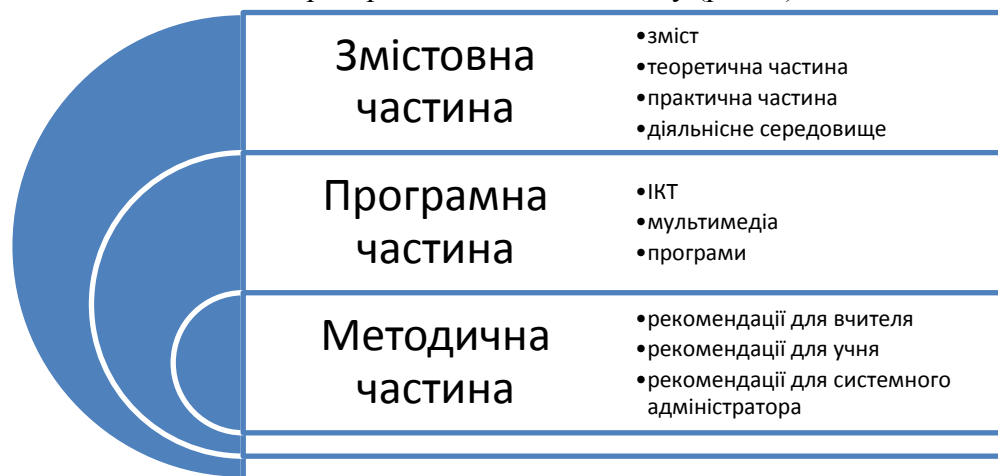 Змістовна
частина
•зміст
•теоретична частина
•практична частина
•діяльнісне середовище
Програмна
частина
•ІКТ
•мультимедіа
•програми
Методична
частина
•рекомендації для вчителя
•рекомендації для учня
•рекомендації для системного
адміністратора